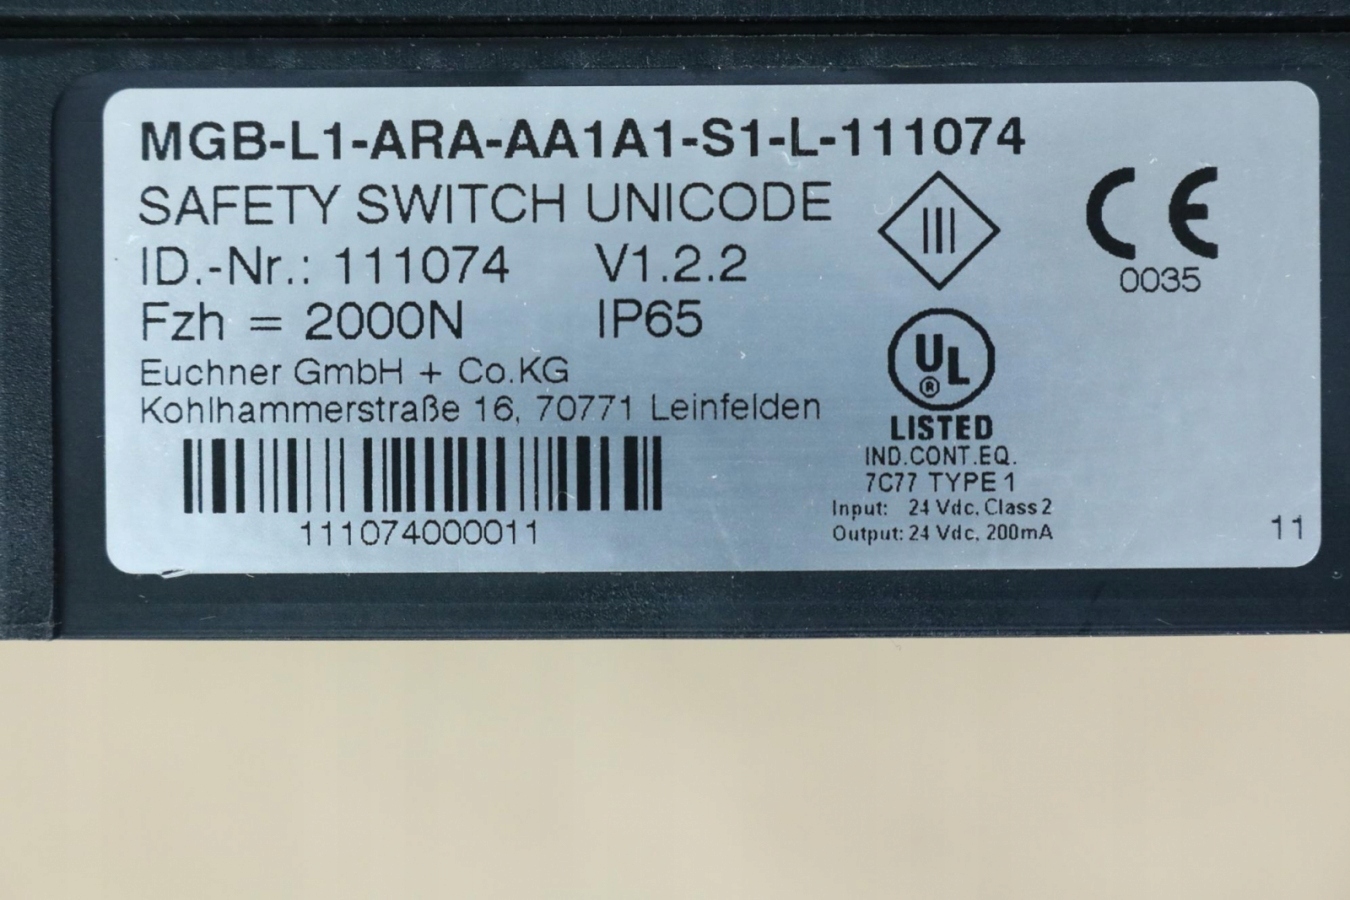 MGB-L1-ARA-AA1A1-S1-L-111074
SAFETY SWITCH UNICODE
ID.-Nr.: 111074 V1.2.2
Fzh = 2000N IP65
Euchner GmbH + Co.KG
Kohlhammerstraße 16, 70771 Leinfelden
111074000011
III
CE
0035
UL
®
LISTED
IND.CONT.EQ.
7C77 TYPE 1
Input: 24 Vdc, Class 2
Output: 24 Vdc, 200mA
11